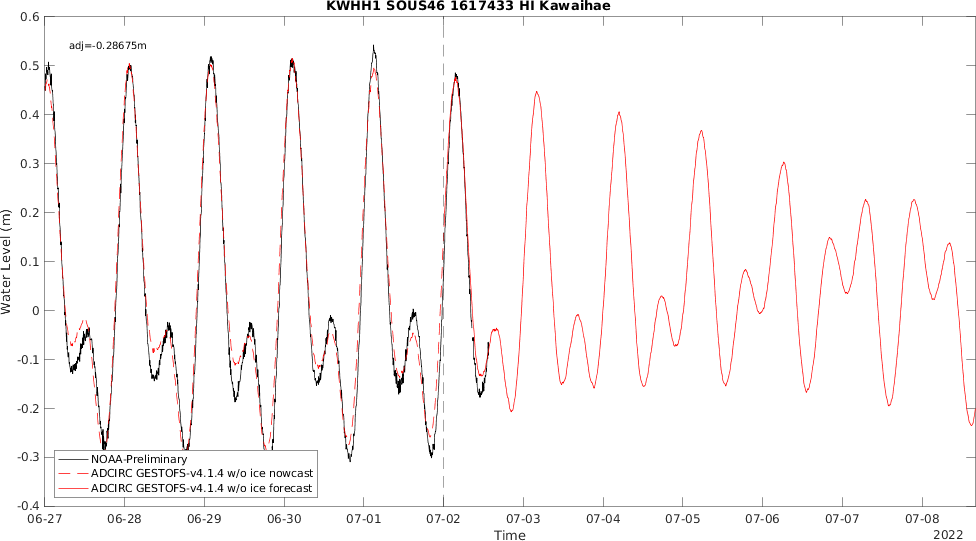 KWHH1 SOUS46 1617433 HI Kawaihae
adj=-0.28675m
Water Level (m)
0.6
0.5
0.4
0.3
0.2
0.1
0
-0.1
-0.2
-0.3
-0.4
NOAA-Preliminary
ADCIRC GESTOFS-v4.1.4 w/o ice nowcast
ADCIRC GESTOFS-v4.1.4 w/o ice forecast
06-27 06-28 06-29 06-30 07-01 07-02 07-03 07-04 07-05 07-06 07-07 07-08
Time
2022